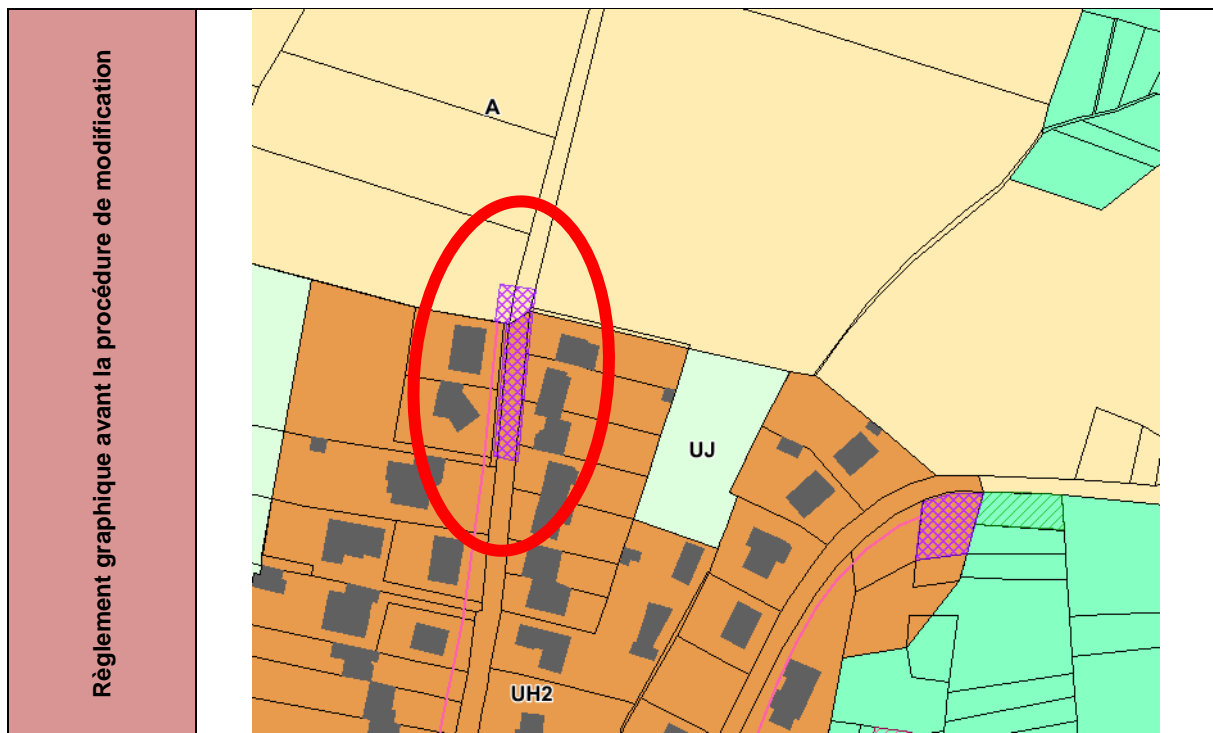 Règlement graphique avant la procédure de modification
A
UJ
UH2